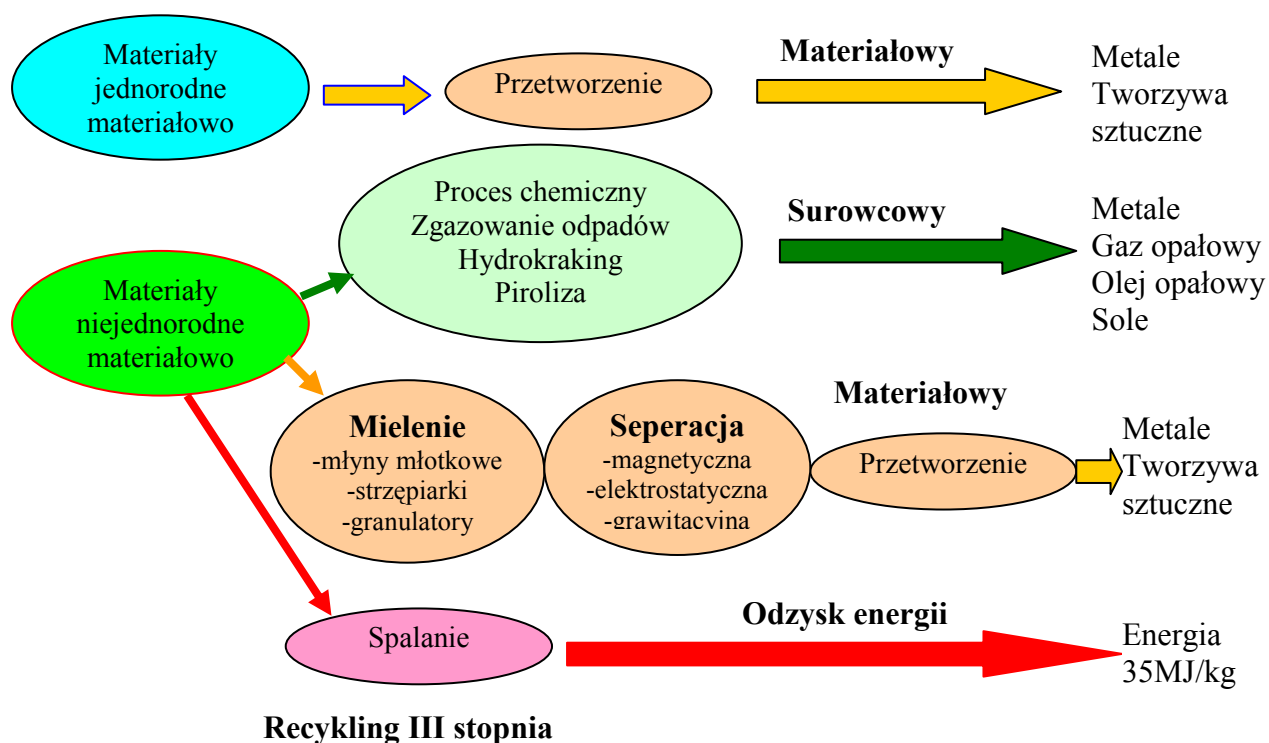 Materiały
jednorodne
materiałowo
Przetworzenie
Materiałowy
Metale
Tworzywa
sztuczne
Proces chemiczny
Zgazowanie odpadów
Hydrokraking
Piroliza
Surowcowy
Metale
Gaz opałowy
Olej opałowy
Sole
Materiały
niejednorodne
materiałowo
Mielenie
-młyny młotkowe
-strzępiarki
-granulatory
Seperacja
-magnetyczna
-elektrostatyczna
-grawitacyjna
Materiałowy
Przetworzenie
Metale
Tworzywa
sztuczne
Spalanie
Odzysk energii
Energia
35MJ/kg
Recykling III stopnia